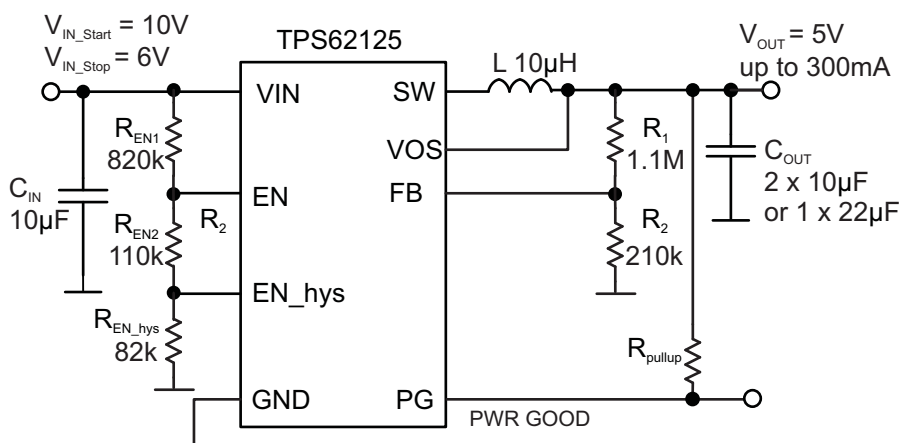 V_IN_Start = 10V
V_IN_Stop = 6V
TPS62125
L 10µH
V_OUT = 5V
up to 300mA
VIN
SW
R_EN1
820k
VOS
R_1
1.1M
C_IN
10µF
EN
R_2
FB
C_OUT
2 x 10µF
or 1 x 22µF
R_EN2
110k
R_2
210k
EN_hys
R_EN_hys
82k
R_pullup
GND
PG
PWR GOOD